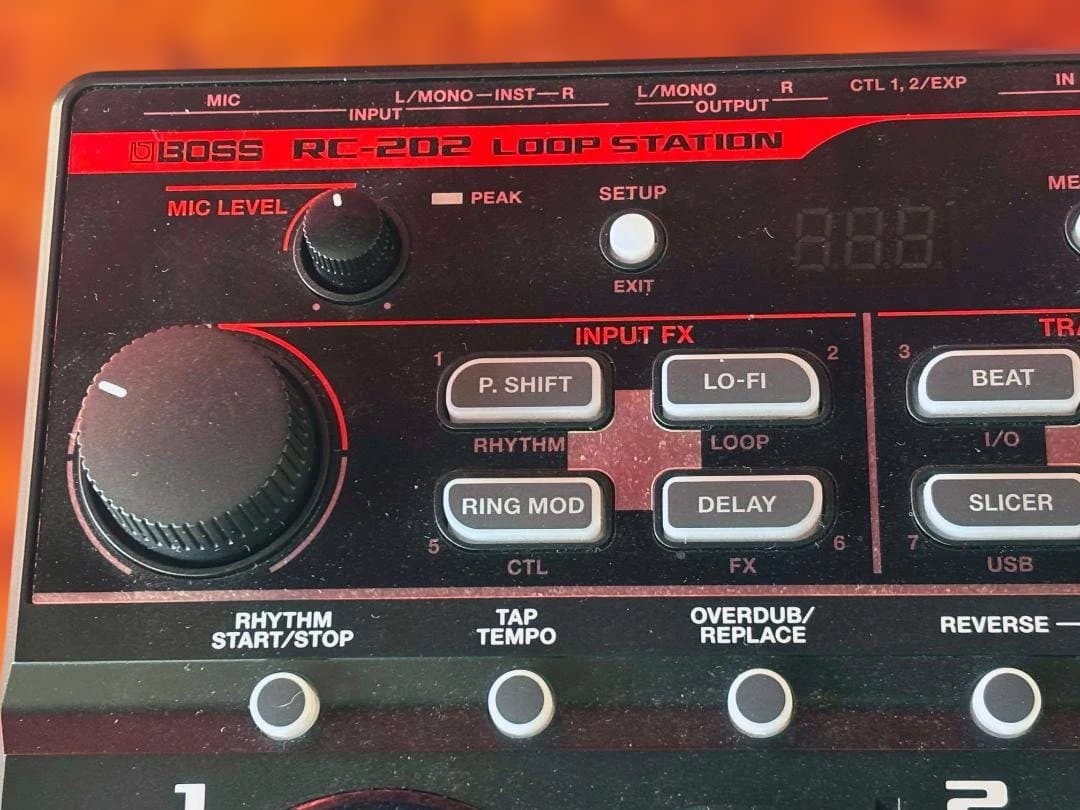 MIC
L/MONO—INST—R
INPUT
L/MONO R
OUTPUT
CTL 1, 2/EXP
IN
BOSS RC-202 LOOP STATION
MIC LEVEL
PEAK
SETUP
EXIT
ME
INPUT FX
TRA
1 P. SHIFT
RHYTHM
LO-FI 2
LOOP
3 BEAT
I/O
RING MOD
5 CTL
DELAY
FX 6
SLICER
7 USB
RHYTHM
START/STOP
TAP
TEMPO
OVERDUB/
REPLACE
REVERSE —
1
2